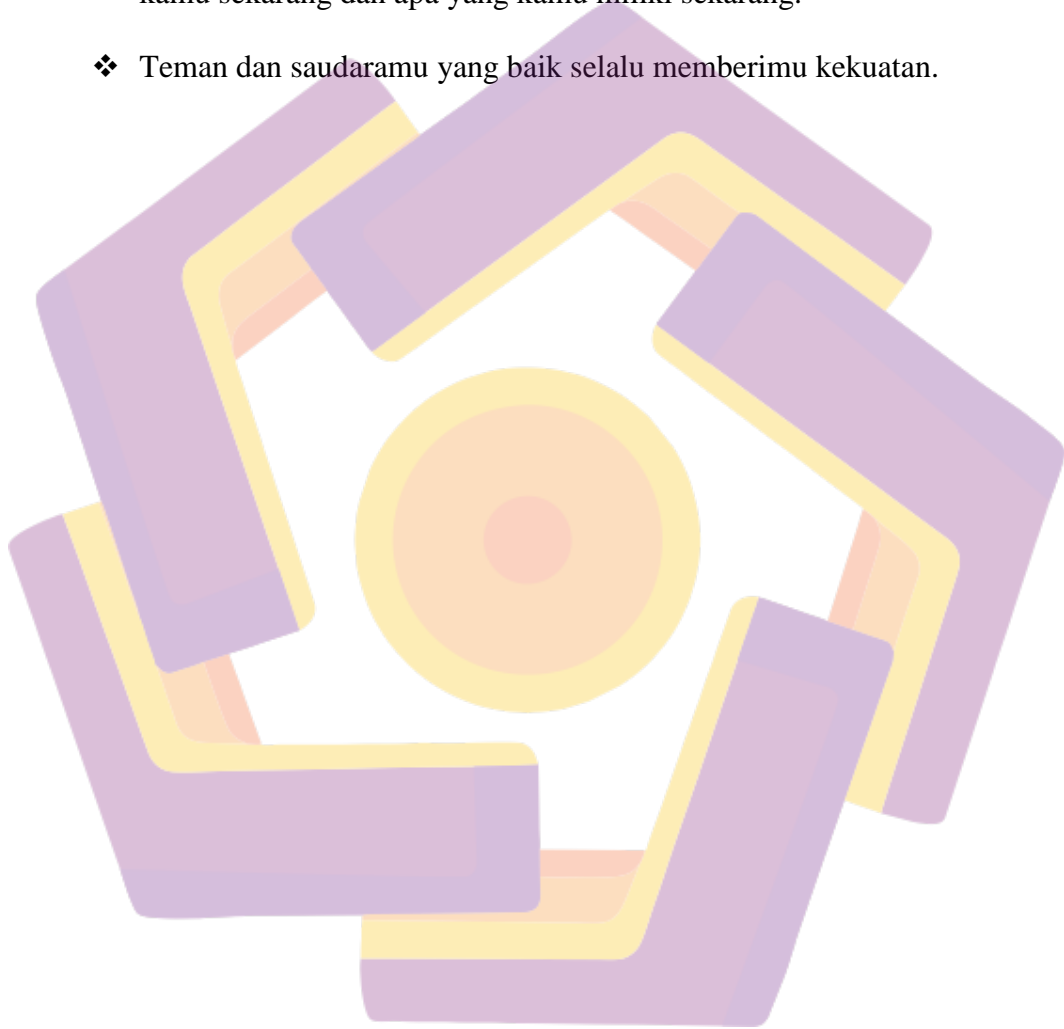 kamu sekarang dan apa yang kamu miliki sekarang.
❖ Teman dan saudaramu yang baik selalu memberimu kekuatan.